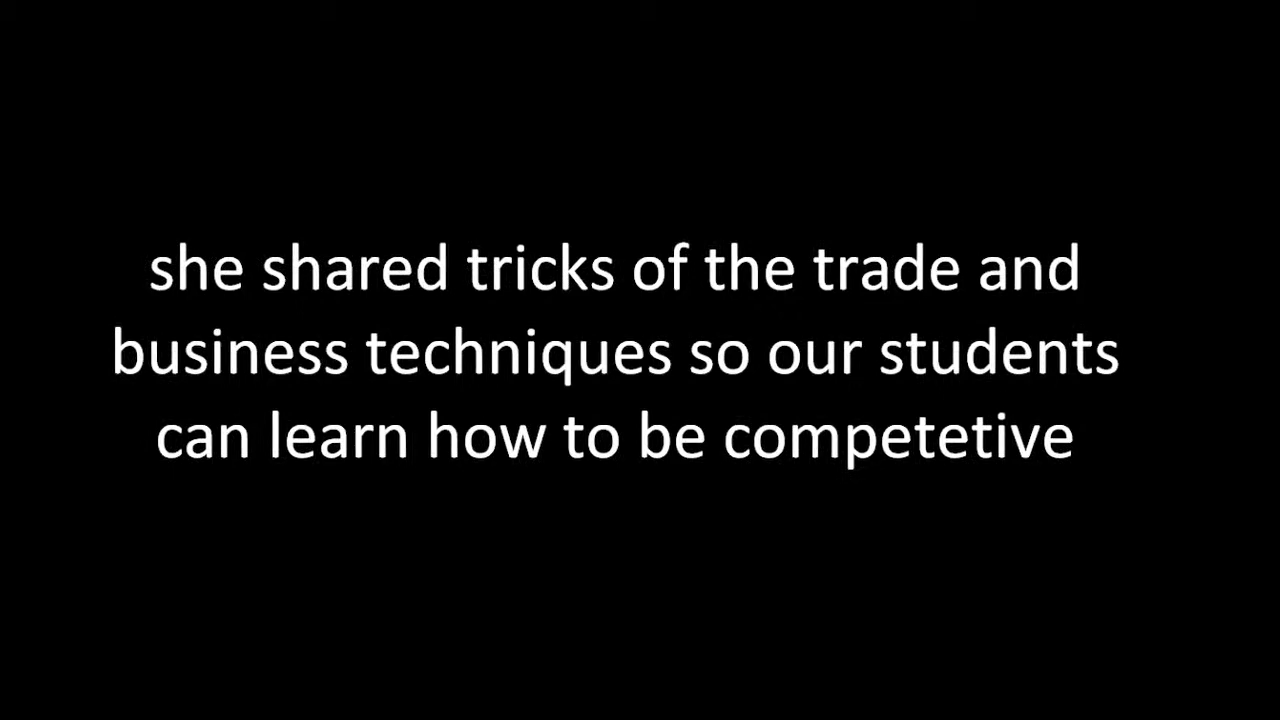 she shared tricks of the trade and
business techniques so our students
can learn how to be competetive